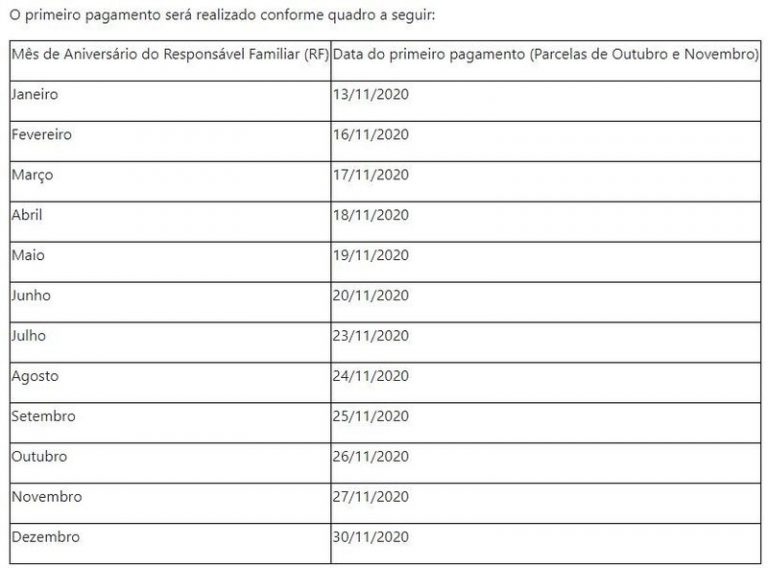 O primeiro pagamento será realizado conforme quadro a seguir:
Mês de Aniversário do Responsável Familiar (RF) Data do primeiro pagamento (Parcelas de Outubro e Novembro)
Janeiro 13/11/2020
Fevereiro 16/11/2020
Março 17/11/2020
Abril 18/11/2020
Maio 19/11/2020
Junho 20/11/2020
Julho 23/11/2020
Agosto 24/11/2020
Setembro 25/11/2020
Outubro 26/11/2020
Novembro 27/11/2020
Dezembro 30/11/2020